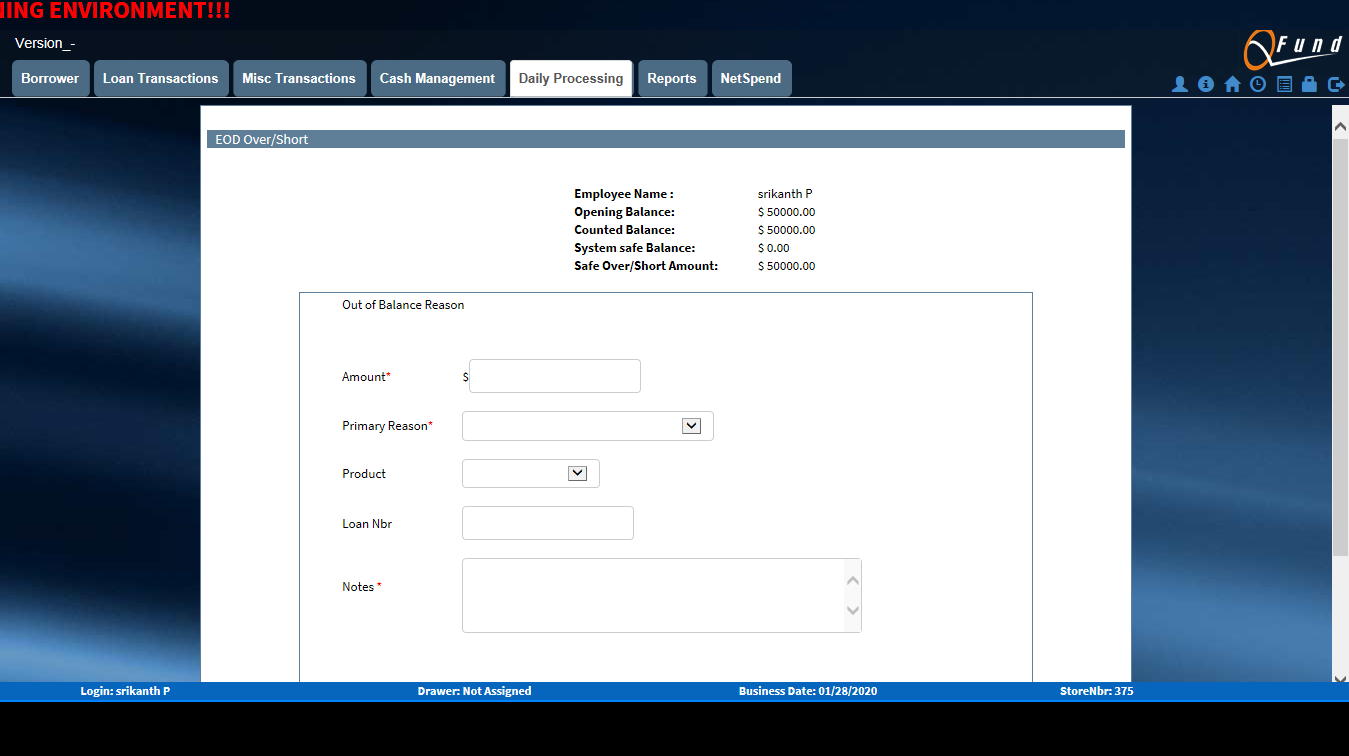 NING ENVIRONMENT!!!
Version_-
QFund
Borrower Loan Transactions Misc Transactions Cash Management Daily Processing Reports NetSpend
EOD Over/Short
Employee Name : srikanth P
Opening Balance: $ 50000.00
Counted Balance: $ 50000.00
System safe Balance: $ 0.00
Safe Over/Short Amount: $ 50000.00
Out of Balance Reason
Amount* $
Primary Reason*
Product
Loan Nbr
Notes *
Login: srikanth P Drawer: Not Assigned Business Date: 01/28/2020 StoreNbr: 375